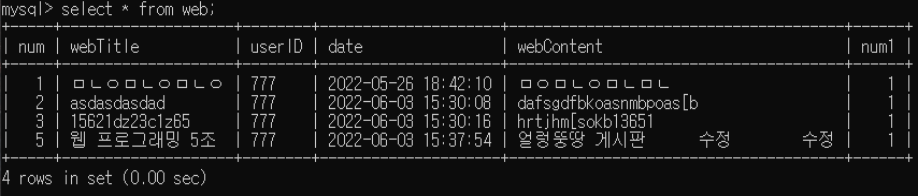 mysql> select * from web;
| num | webTitle | userID | date | webContent | num1 |
| 1 | ㅁㄴㅇㅁㄴㅇㅁㄴㅇ | 777 | 2022-05-26 18:42:10 | ㅁㅇㅁㄴㅇㅁㄴㅁㄴ | 1 |
| 2 | asdasdasdad | 777 | 2022-06-03 15:30:08 | dafsgdfbkoasnmbpoas[b | 1 |
| 3 | 15621dz23c1z65 | 777 | 2022-06-03 15:30:16 | hrtjhm[sokb13651 | 1 |
| 5 | 웹 프로그래밍 5조 | 777 | 2022-06-03 15:37:54 | 얼렁뚱땅 게시판 수정 수정 | 1 |
4 rows in set (0.00 sec)